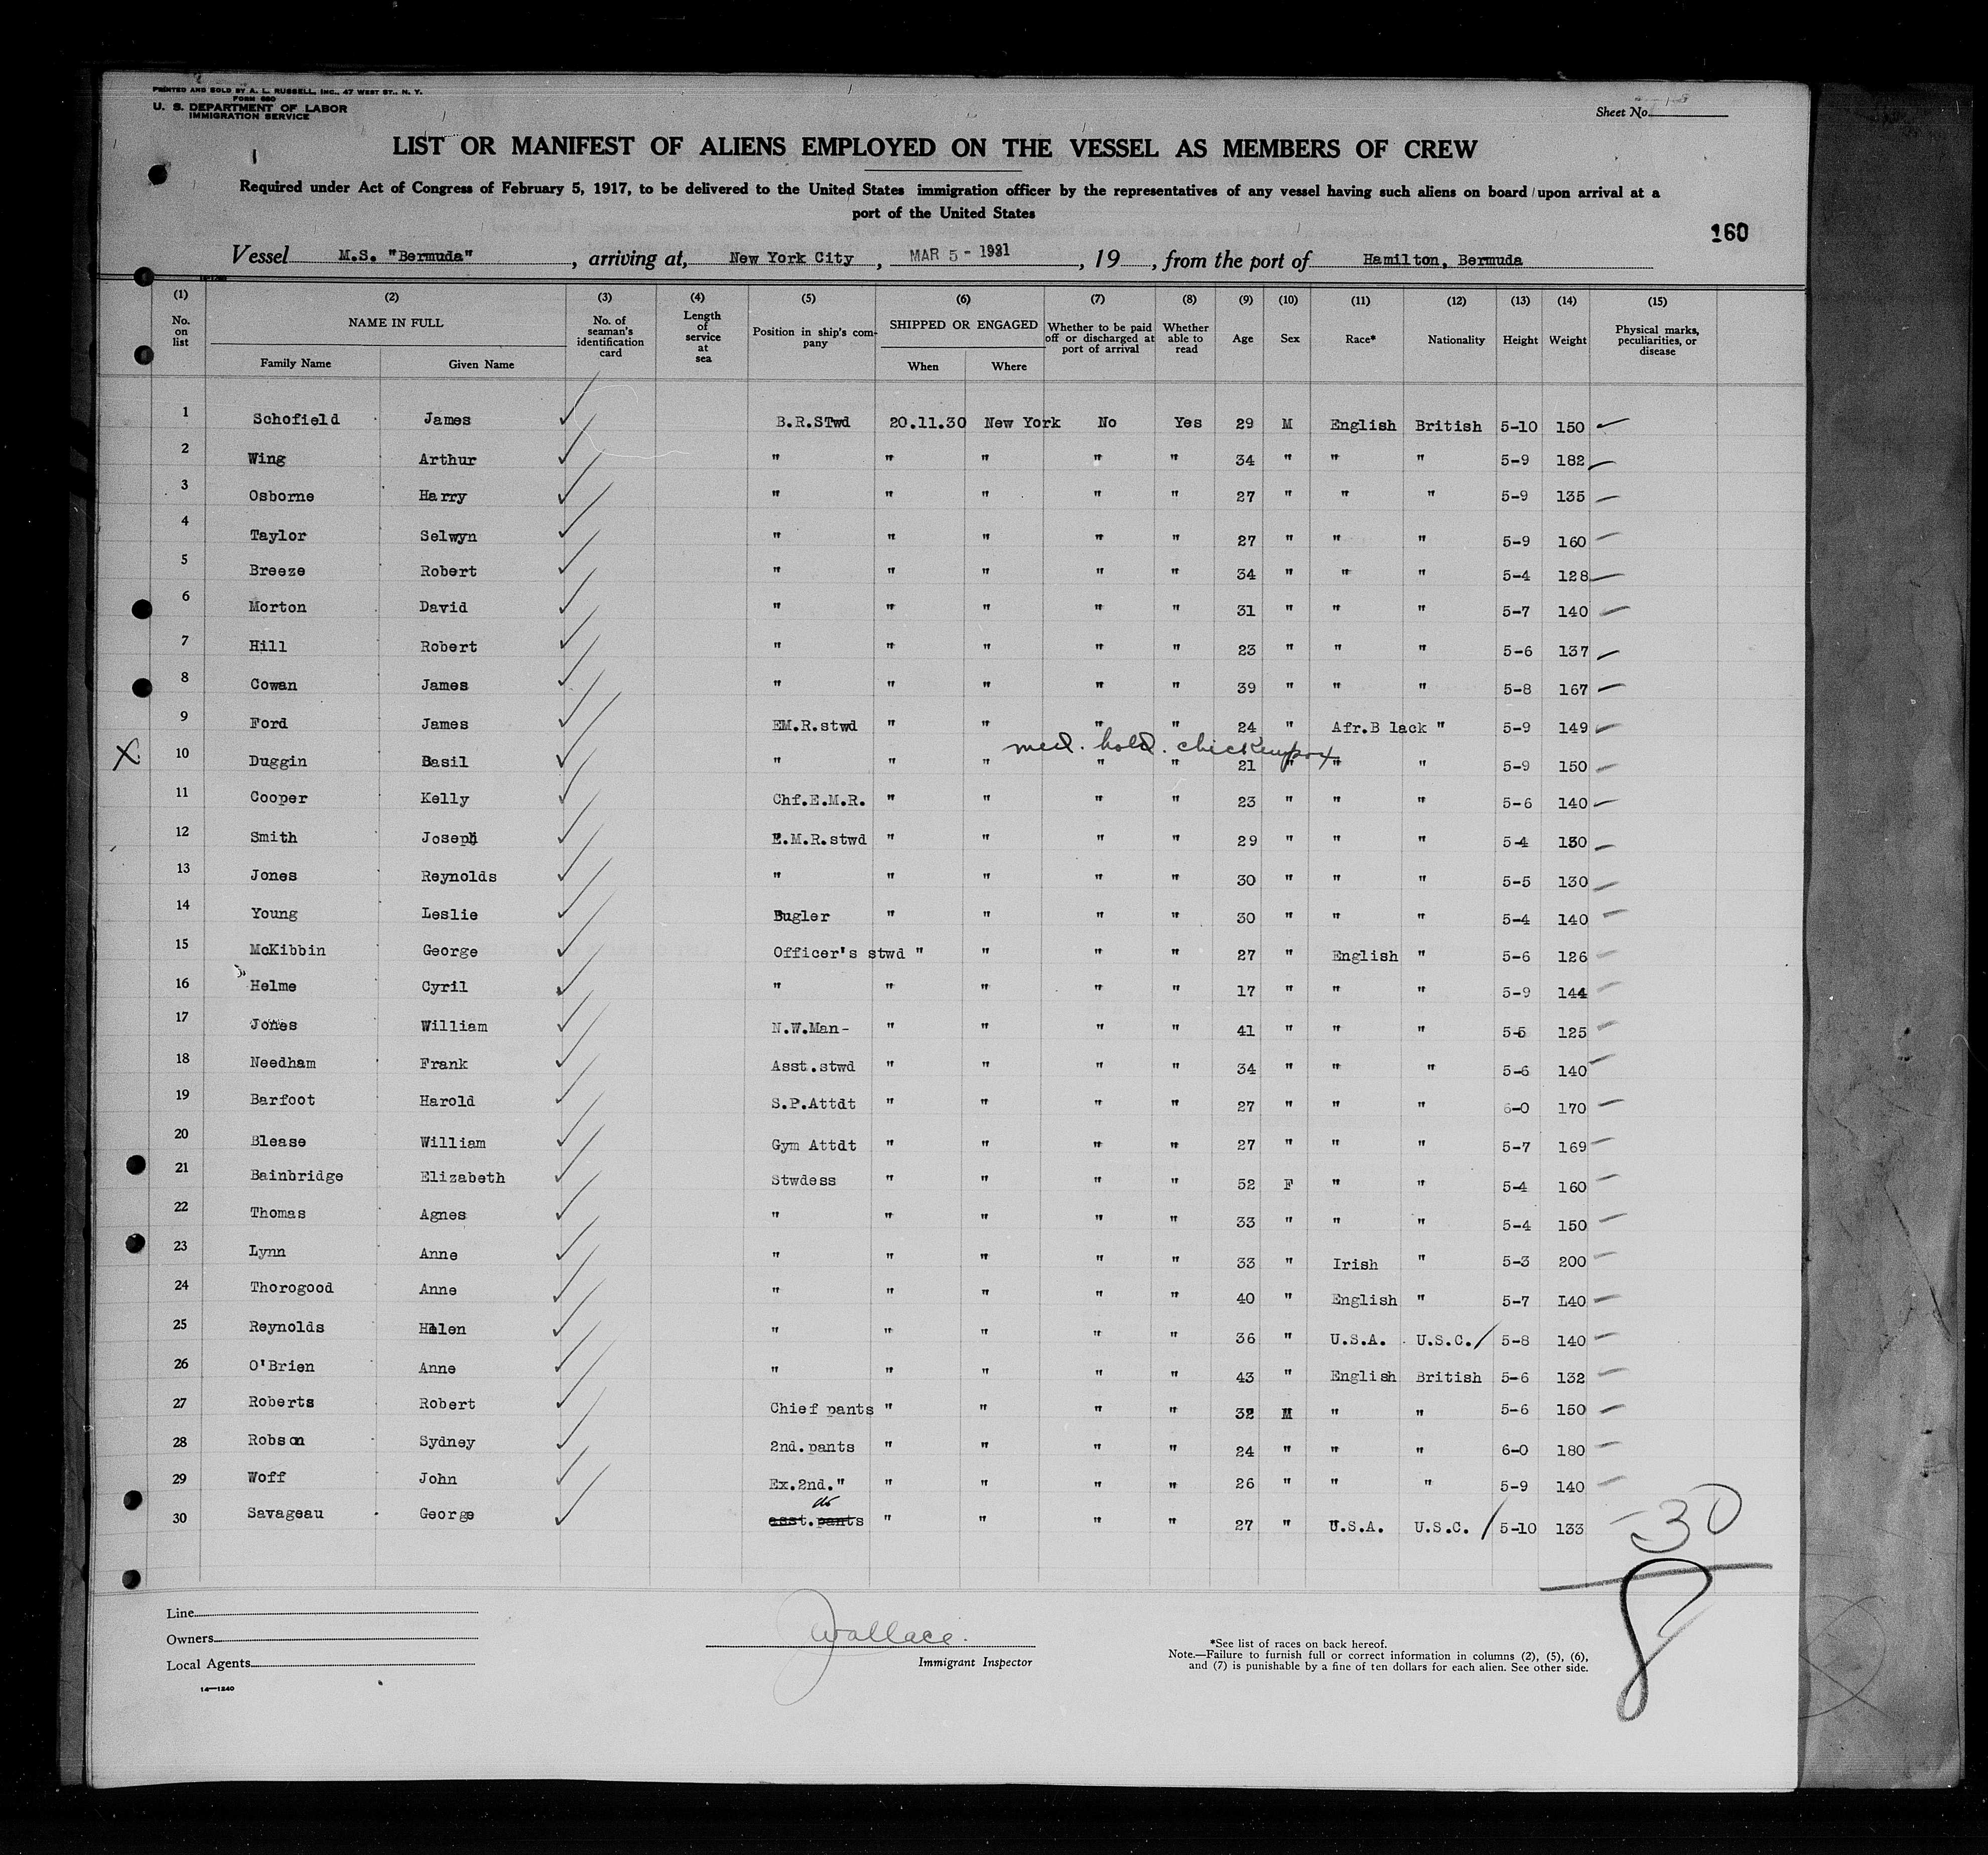 PRINTED AND SOLD BY A. L. RUSSELL, INC., 47 WEST ST., N. Y.
FORM 680
U. S. DEPARTMENT OF LABOR
IMMIGRATION SERVICE
Sheet No.
LIST OR MANIFEST OF ALIENS EMPLOYED ON THE VESSEL AS MEMBERS OF CREW
Required under Act of Congress of February 5, 1917, to be delivered to the United States immigration officer by the representatives of any vessel having such aliens on board upon arrival at a
port of the United States
160
Vessel M.S. "Bermuda", arriving at, New York City, MAR 5 - 1931, 19, from the port of Hamilton, Bermuda
(1) (2) (3) (4) (5) (6) (7) (8) (9) (10) (11) (12) (13) (14) (15)
No. on list NAME IN FULL Family Name Given Name No. of seaman's identification card Length of service at sea Position in ship's com-pany SHIPPED OR ENGAGED When Where Whether to be paid off or discharged at port of arrival Whether able to read Age Sex Race* Nationality Height Weight Physical marks, peculiarities, or disease
1 Schofield James B.R.STwd 20.11.30 New York No Yes 29 M English British 5-10 150
2 Wing Arthur " " " " " 34 " " " 5-9 182
3 Osborne Harry " " " " " 27 " " " 5-9 135
4 Taylor Selwyn " " " " " 27 " " " 5-9 160
5 Breeze Robert " " " " " 34 " " " 5-4 128
6 Morton David " " " " " 31 " " " 5-7 140
7 Hill Robert " " " " " 23 " " " 5-6 137
8 Cowan James " " " " " 39 " " " 5-8 167
9 Ford James EM.R.stwd " " " " 24 " Afr.B lack " 5-9 149
med. hold. chickenpox
X 10 Duggin Basil " " " " " 21 " " " 5-9 150
11 Cooper Kelly Chf.E.M.R. " " " " 23 " " " 5-6 140
12 Smith Joseph E.M.R.stwd " " " " 29 " " " 5-4 130
13 Jones Reynolds " " " " " 30 " " " 5-5 130
14 Young Leslie Bugler " " " " 30 " " " 5-4 140
15 McKibbin George Officer's stwd " " " " 27 " English " 5-6 126
16 Helme Cyril " " " " " 17 " " " 5-9 144
17 Jones William N.W.Man- " " " " 41 " " " 5-5 125
18 Needham Frank Asst.stwd " " " " 34 " " " 5-6 140
19 Barfoot Harold S.P.Attdt " " " " 27 " " " 6-0 170
20 Blease William Gym Attdt " " " " 27 " " " 5-7 169
21 Bainbridge Elizabeth Stwdess " " " " 52 F " " 5-4 160
22 Thomas Agnes " " " " " 33 " " " 5-4 150
23 Lynn Anne " " " " " 33 " Irish " 5-3 200
24 Thorogood Anne " " " " " 40 " English " 5-7 140
25 Reynolds Helen " " " " " 36 " U.S.A. U.S.C./ 5-8 140
26 O'Brien Anne " " " " " 43 " English British 5-6 132
27 Roberts Robert Chief pants " " " " 32 M " " 5-6 150
28 Robson Sydney 2nd.pants " " " " 24 " " " 6-0 180
29 Woff John Ex.2nd." " " " " 26 " " " 5-9 140
30 Savageau George asst.pants " " " " 27 " U.S.A. U.S.C. / 5-10 133
30
8
Line
Owners
Local Agents
14—1240
Wallace.
Immigrant Inspector
*See list of races on back hereof.
Note.—Failure to furnish full or correct information in columns (2), (5), (6),
and (7) is punishable by a fine of ten dollars for each alien. See other side.